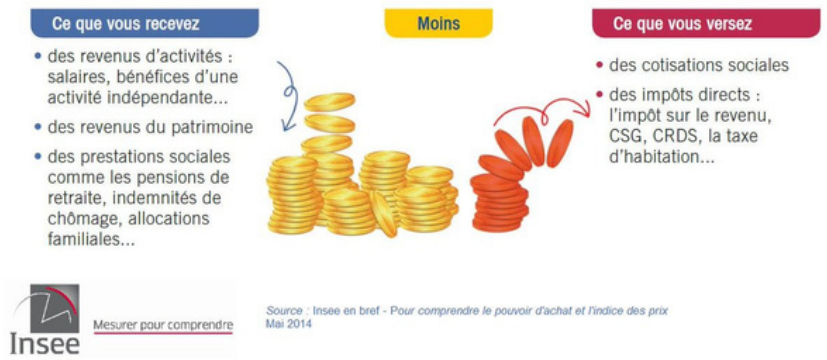 Ce que vous recevez
• des revenus d'activités :
salaires, bénéfices d'une
activité indépendante...
• des revenus du patrimoine
• des prestations sociales
comme les pensions de
retraite, indemnités de
chômage, allocations
familiales...
Moins
Ce que vous versez
• des cotisations sociales
• des impôts directs :
l'impôt sur le revenu,
CSG, CRDS, la taxe
d'habitation...
Insee
Mesurer pour comprendre
Source : Insee en bref - Pour comprendre le pouvoir d'achat et l'indice des prix
Mai 2014